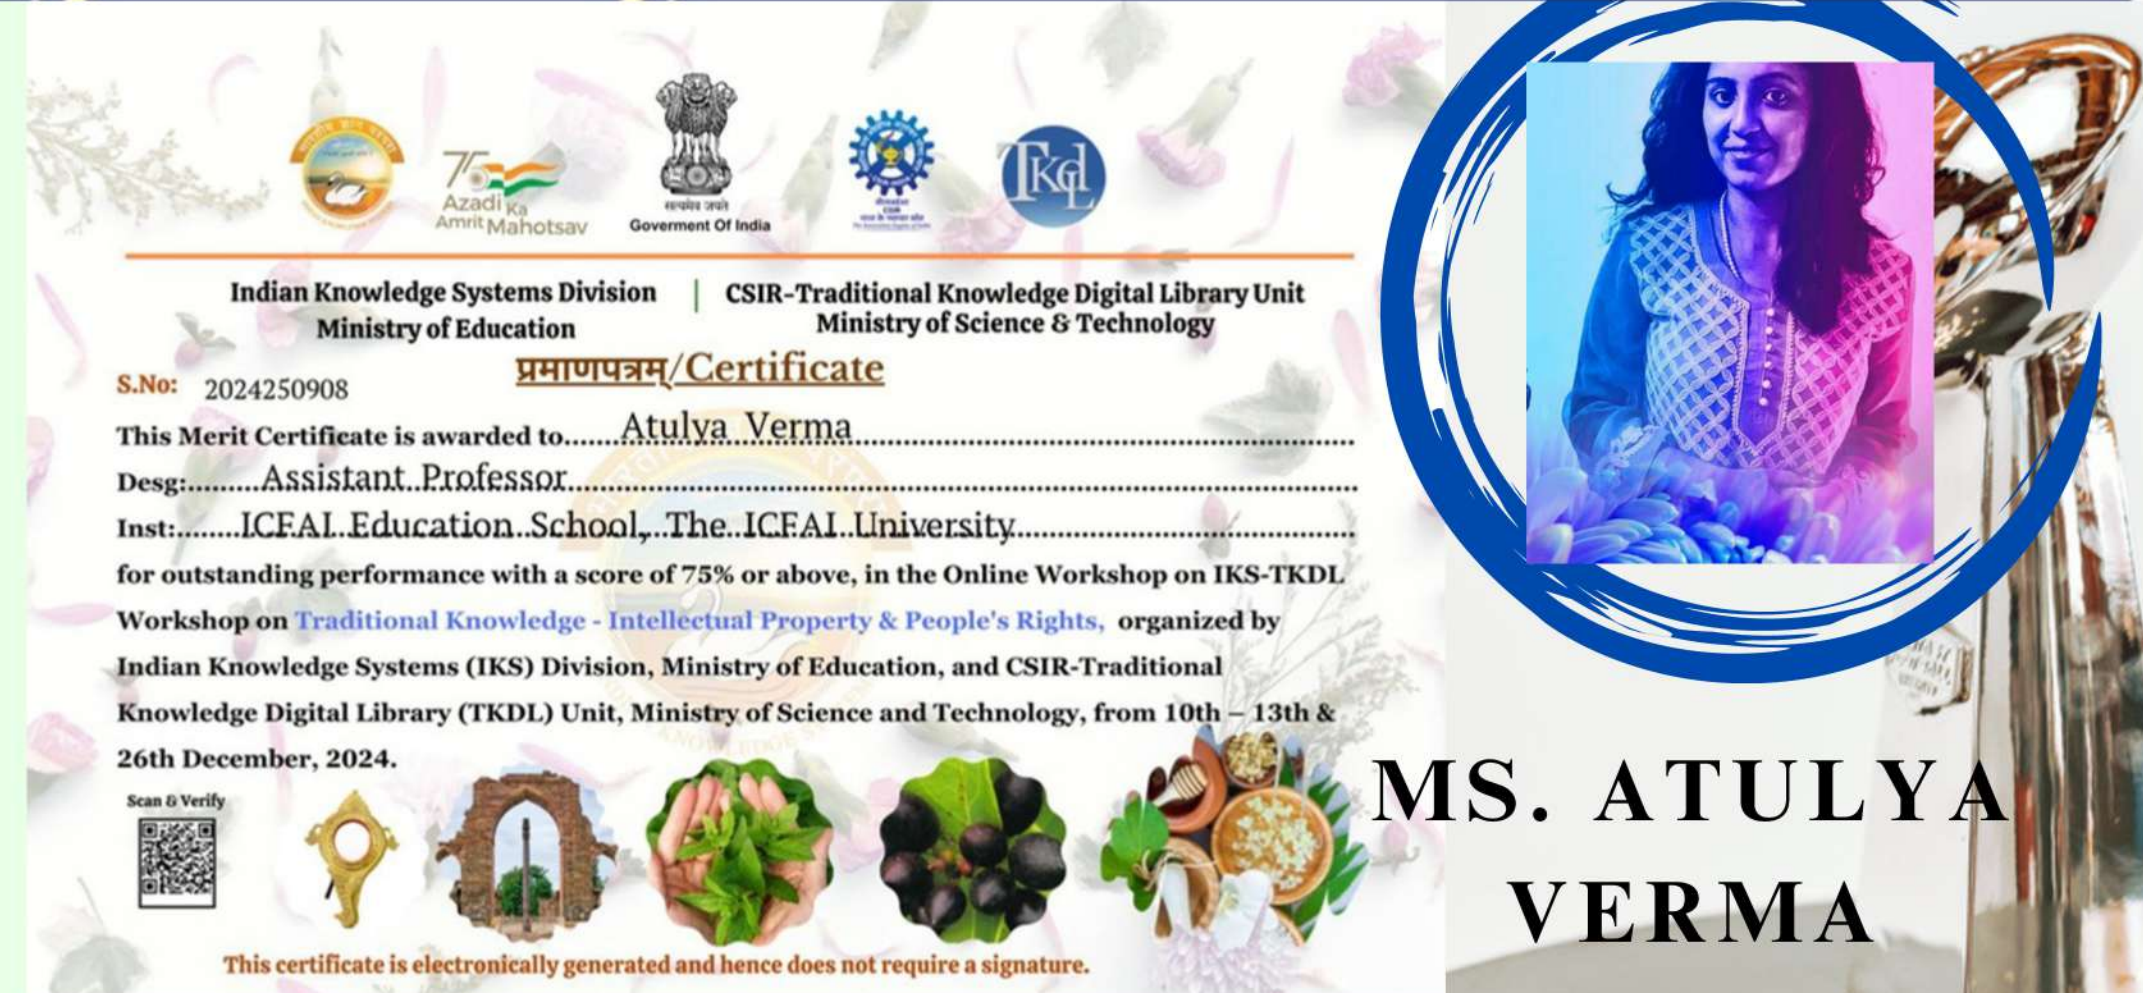 75
Azadi Ka
Amrit Mahotsav
सत्यमेव जयते
Goverment Of India
CSIR
TKdL
Indian Knowledge Systems Division | CSIR-Traditional Knowledge Digital Library Unit
Ministry of Education
Ministry of Science & Technology
प्रमाणपत्रम्/Certificate
S.No: 2024250908
This Merit Certificate is awarded to.......Atulya Verma
Desg:.........Assistant Professor
Inst:........ICFAI Education School, The ICFAI University
for outstanding performance with a score of 75% or above, in the Online Workshop on IKS-TKDL
Workshop on Traditional Knowledge - Intellectual Property & People's Rights, organized by
Indian Knowledge Systems (IKS) Division, Ministry of Education, and CSIR-Traditional
Knowledge Digital Library (TKDL) Unit, Ministry of Science and Technology, from 10th – 13th &
26th December, 2024.
Scan & Verify
This certificate is electronically generated and hence does not require a signature.
MS. ATULYA
VERMA